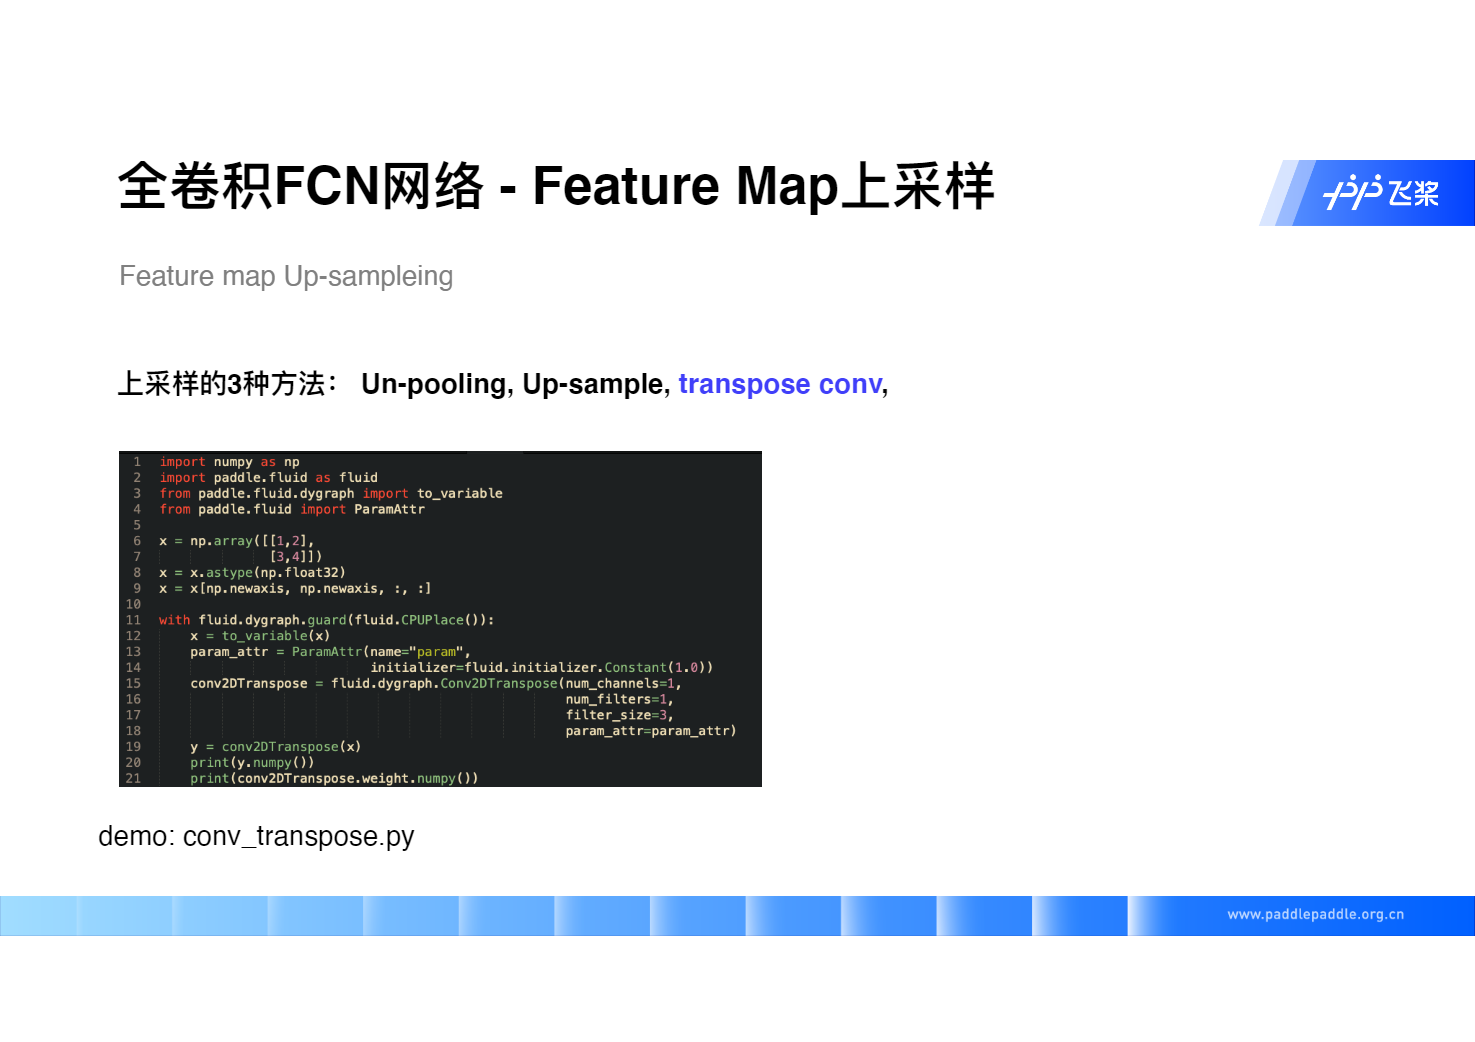 全卷积FCN网络 - Feature Map上采样
飞桨
Feature map Up-sampleing
上采样的3种方法： Un-pooling, Up-sample, transpose conv,
1 import numpy as np
2 import paddle.fluid as fluid
3 from paddle.fluid.dygraph import to_variable
4 from paddle.fluid import ParamAttr
5
6 x = np.array([[1,2],
7               [3,4]])
8 x = x.astype(np.float32)
9 x = x[np.newaxis, np.newaxis, :, :]
10
11 with fluid.dygraph.guard(fluid.CPUPlace()):
12     x = to_variable(x)
13     param_attr = ParamAttr(name="param",
14                            initializer=fluid.initializer.Constant(1.0))
15     conv2DTranspose = fluid.dygraph.Conv2DTranspose(num_channels=1,
16                                                     num_filters=1,
17                                                     filter_size=3,
18                                                     param_attr=param_attr)
19     y = conv2DTranspose(x)
20     print(y.numpy())
21     print(conv2DTranspose.weight.numpy())
demo: conv_transpose.py
www.paddlepaddle.org.cn